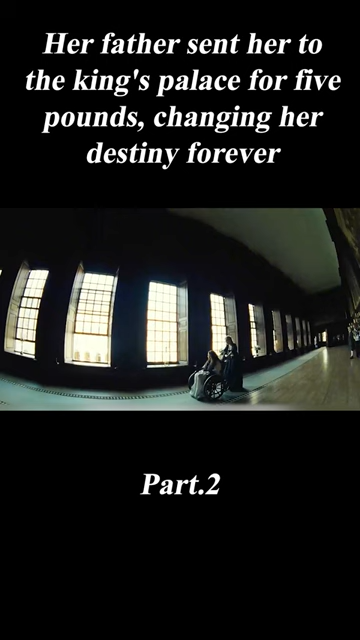 Her father sent her to
the king's palace for five
pounds, changing her
destiny forever
Part.2